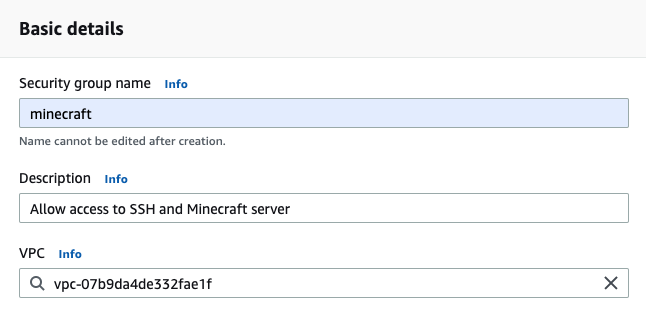 Basic details
Security group name Info
minecraft
Name cannot be edited after creation.
Description Info
Allow access to SSH and Minecraft server
VPC Info
vpc-07b9da4de332fae1f